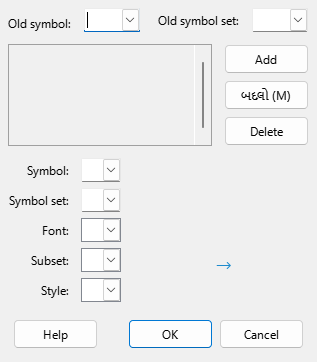 Old symbol:
Old symbol set:
Add
બદલો (M)
Delete
Symbol:
Symbol set:
Font:
Subset:
Style:
Help
OK
Cancel